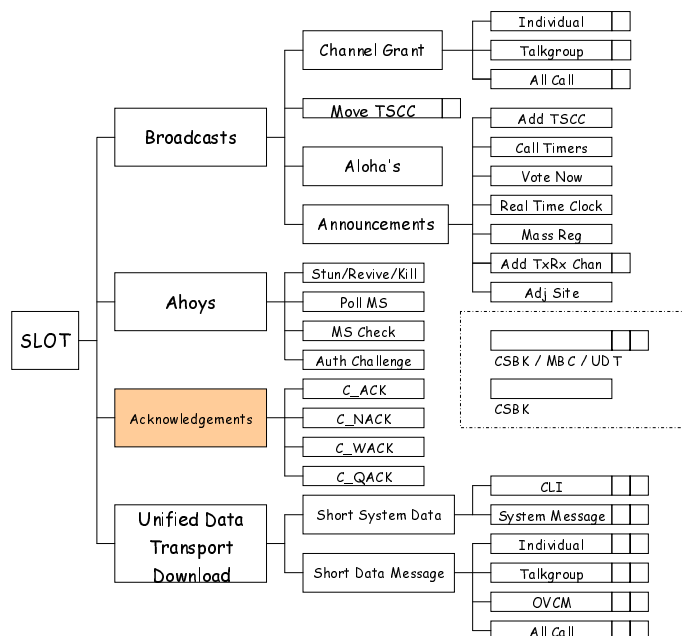 SLOT
Broadcasts
Channel Grant
Individual
Talkgroup
All Call
Move TSCC
Aloha's
Announcements
Add TSCC
Call Timers
Vote Now
Real Time Clock
Mass Reg
Add TxRx Chan
Adj Site
Ahoys
Stun/Revive/Kill
Poll MS
MS Check
Auth Challenge
CSBK / MBC / UDT
CSBK
Acknowledgements
C_ACK
C_NACK
C_WACK
C_QACK
Unified Data
Transport
Download
Short System Data
CLI
System Message
Short Data Message
Individual
Talkgroup
OVCM
All Call